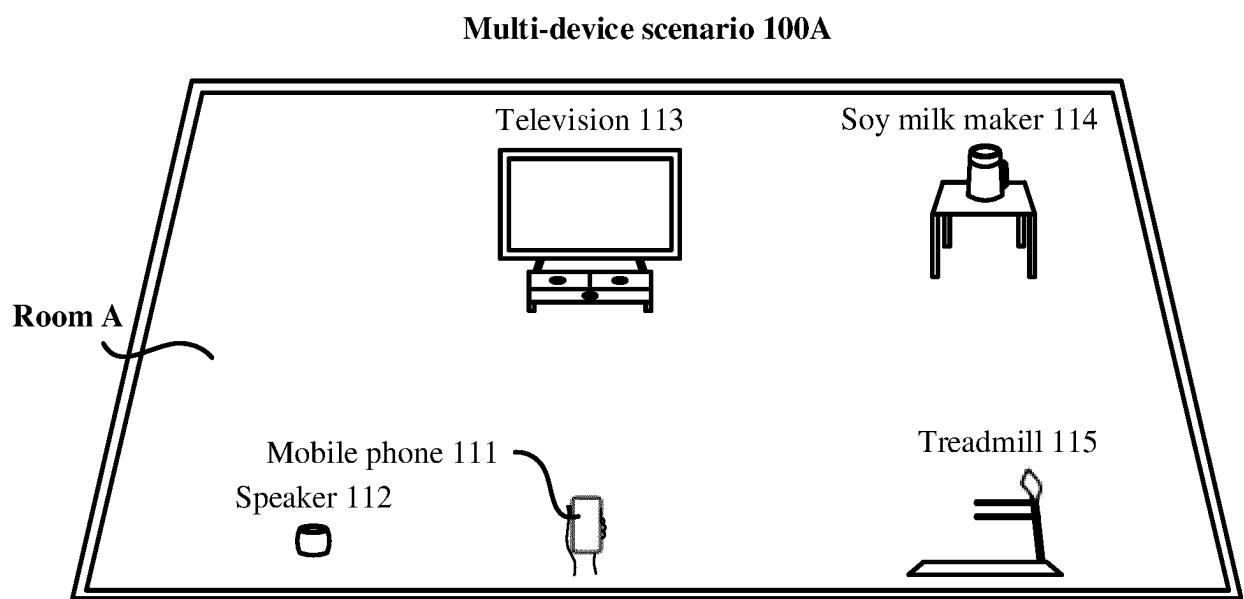 Multi-device scenario 100A
Television 113
Soy milk maker 114
Room A
Mobile phone 111
Treadmill 115
Speaker 112